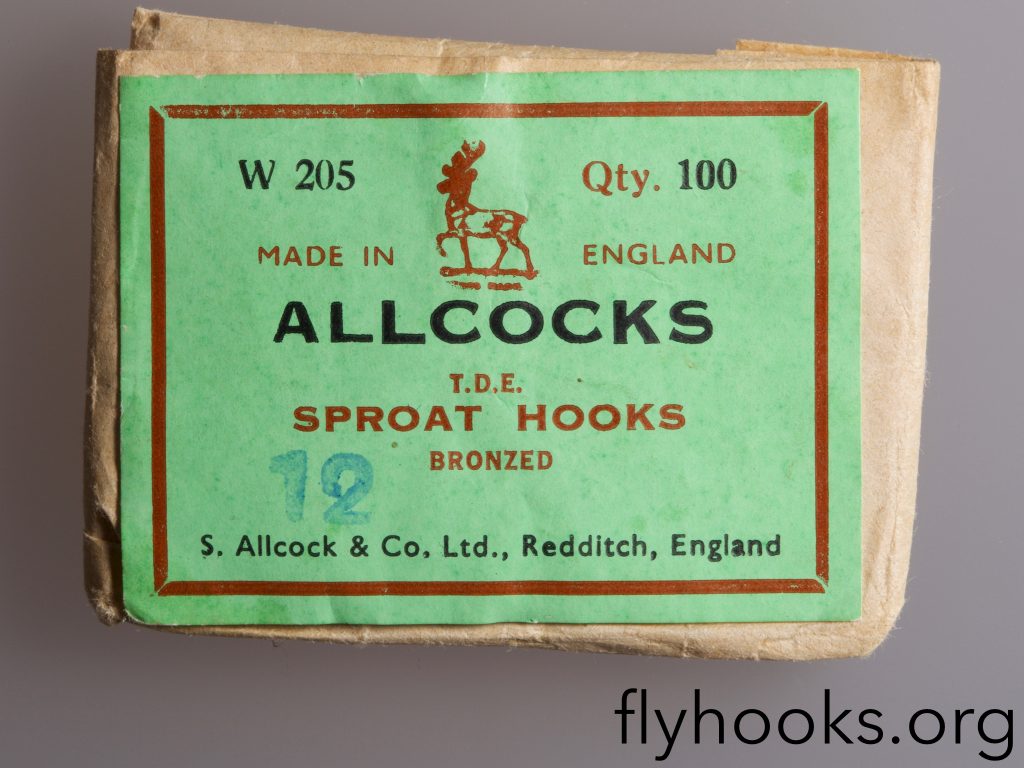 W 205 Qty. 100
MADE IN ENGLAND
ALLCOCKS
T.D.E.
SPROAT HOOKS
BRONZED
12
S. Allcock & Co. Ltd., Redditch, England
flyhooks.org